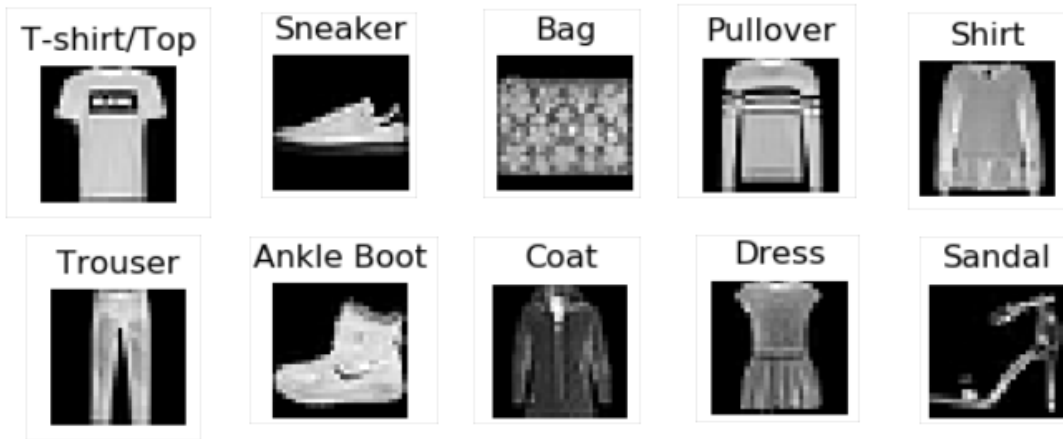 T-shirt/Top
Sneaker
Bag
Pullover
Shirt
Trouser
Ankle Boot
Coat
Dress
Sandal